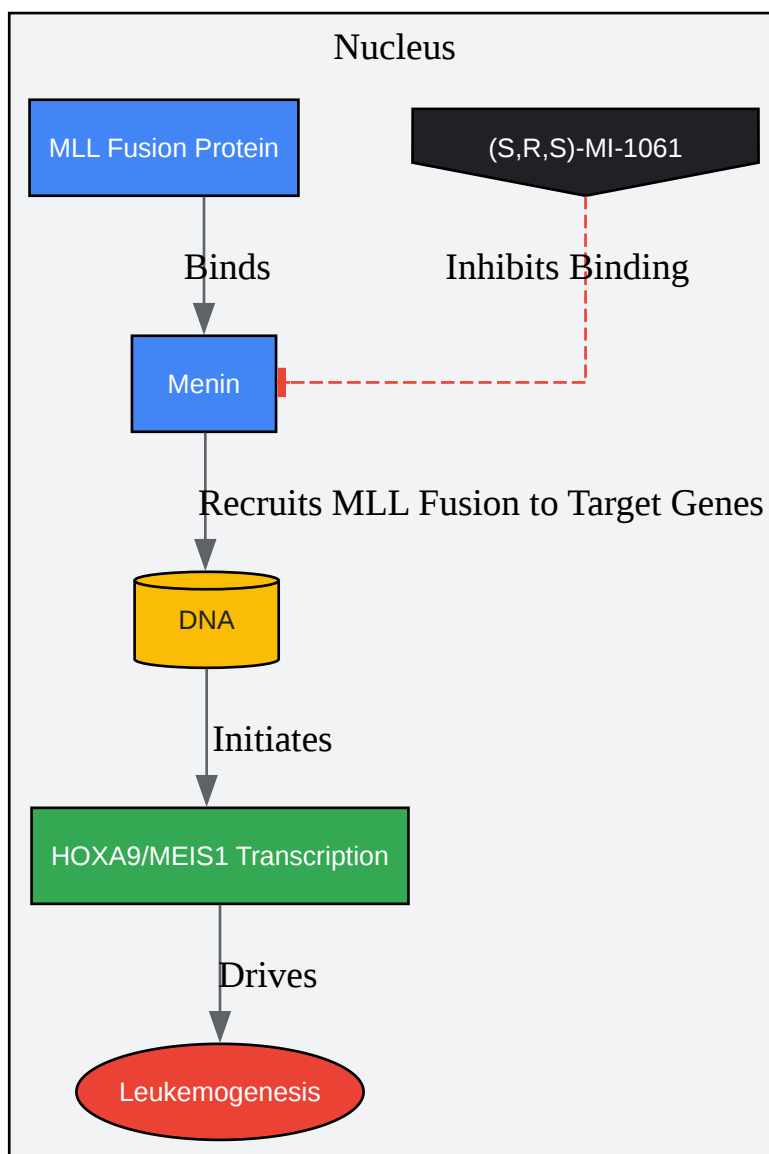 Nucleus
MLL Fusion Protein
(S,R,S)-MI-1061
Binds
Inhibits Binding
Menin
Recruits MLL Fusion to Target Genes
DNA
Initiates
HOXA9/MEIS1 Transcription
Drives
Leukemogenesis